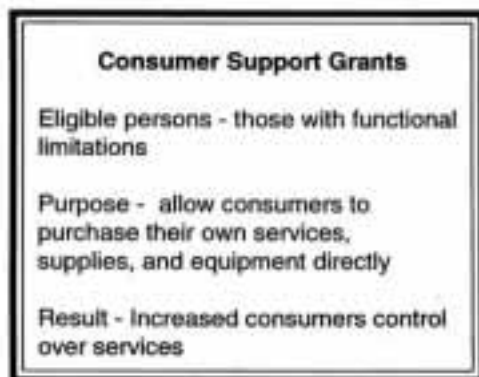 Consumer Support Grants
Eligible persons - those with functional
limitations
Purpose - allow consumers to
purchase their own services,
supplies, and equipment directly
Result - Increased consumers control
over services